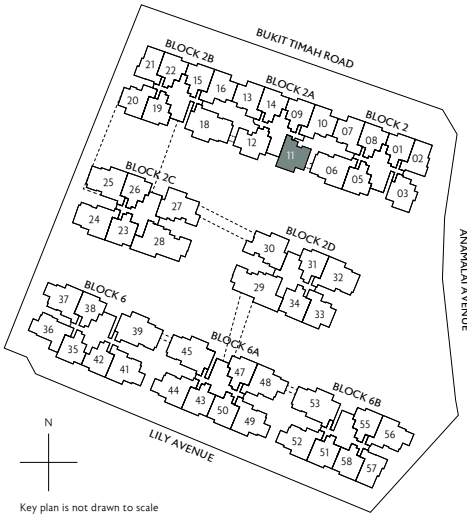 BUKIT TIMAH ROAD
BLOCK 2B
21 22 15 16
BLOCK 2A
13 14 09 10
BLOCK 2
07 08 01 02
20 19 18 12 11 06 05 03
BLOCK 2C
25 26 27
24 23 28
BLOCK 2D
30 31 32
29 34 33
ANAMALAI AVENUE
BLOCK 6
37 38 39
36 35 42 41
BLOCK 6A
45 47 48
44 43 50 49
BLOCK 6B
53 55 56
52 51 58 57
LILY AVENUE
N
Key plan is not drawn to scale